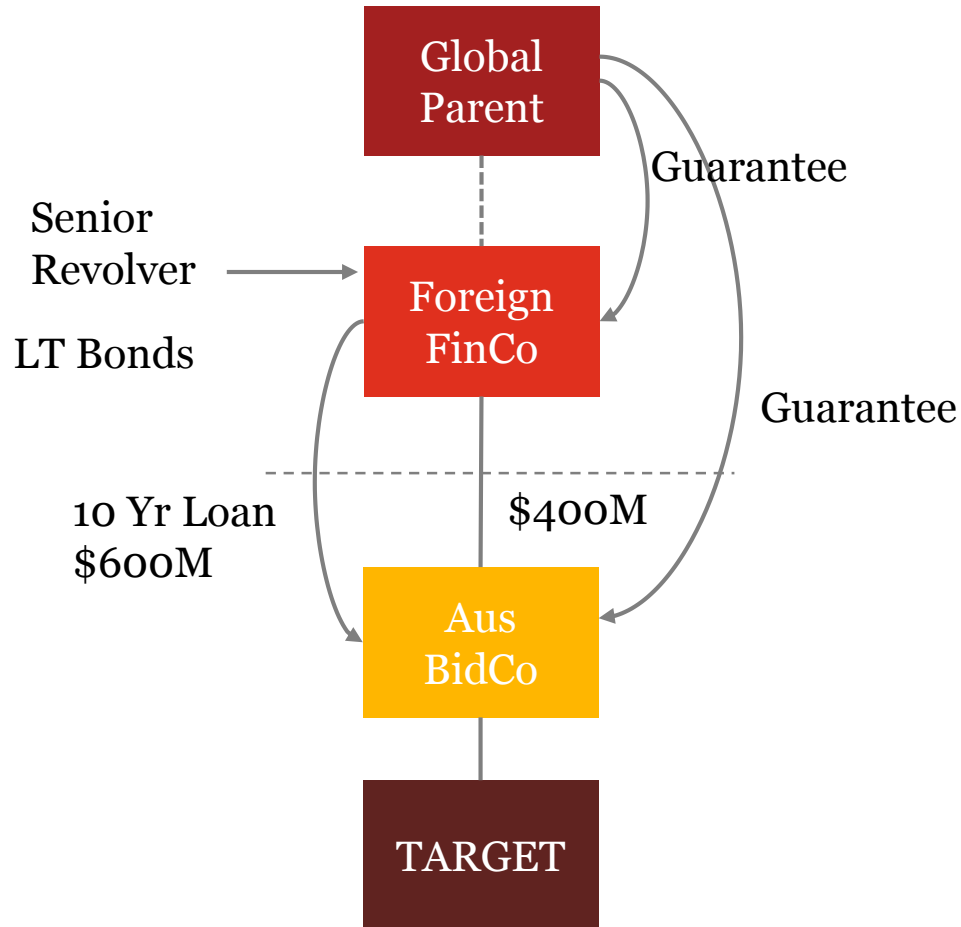 Global
Parent
Guarantee
Senior
Revolver
Foreign
FinCo
LT Bonds
Guarantee
10 Yr Loan
$600M
$400M
Aus
BidCo
TARGET